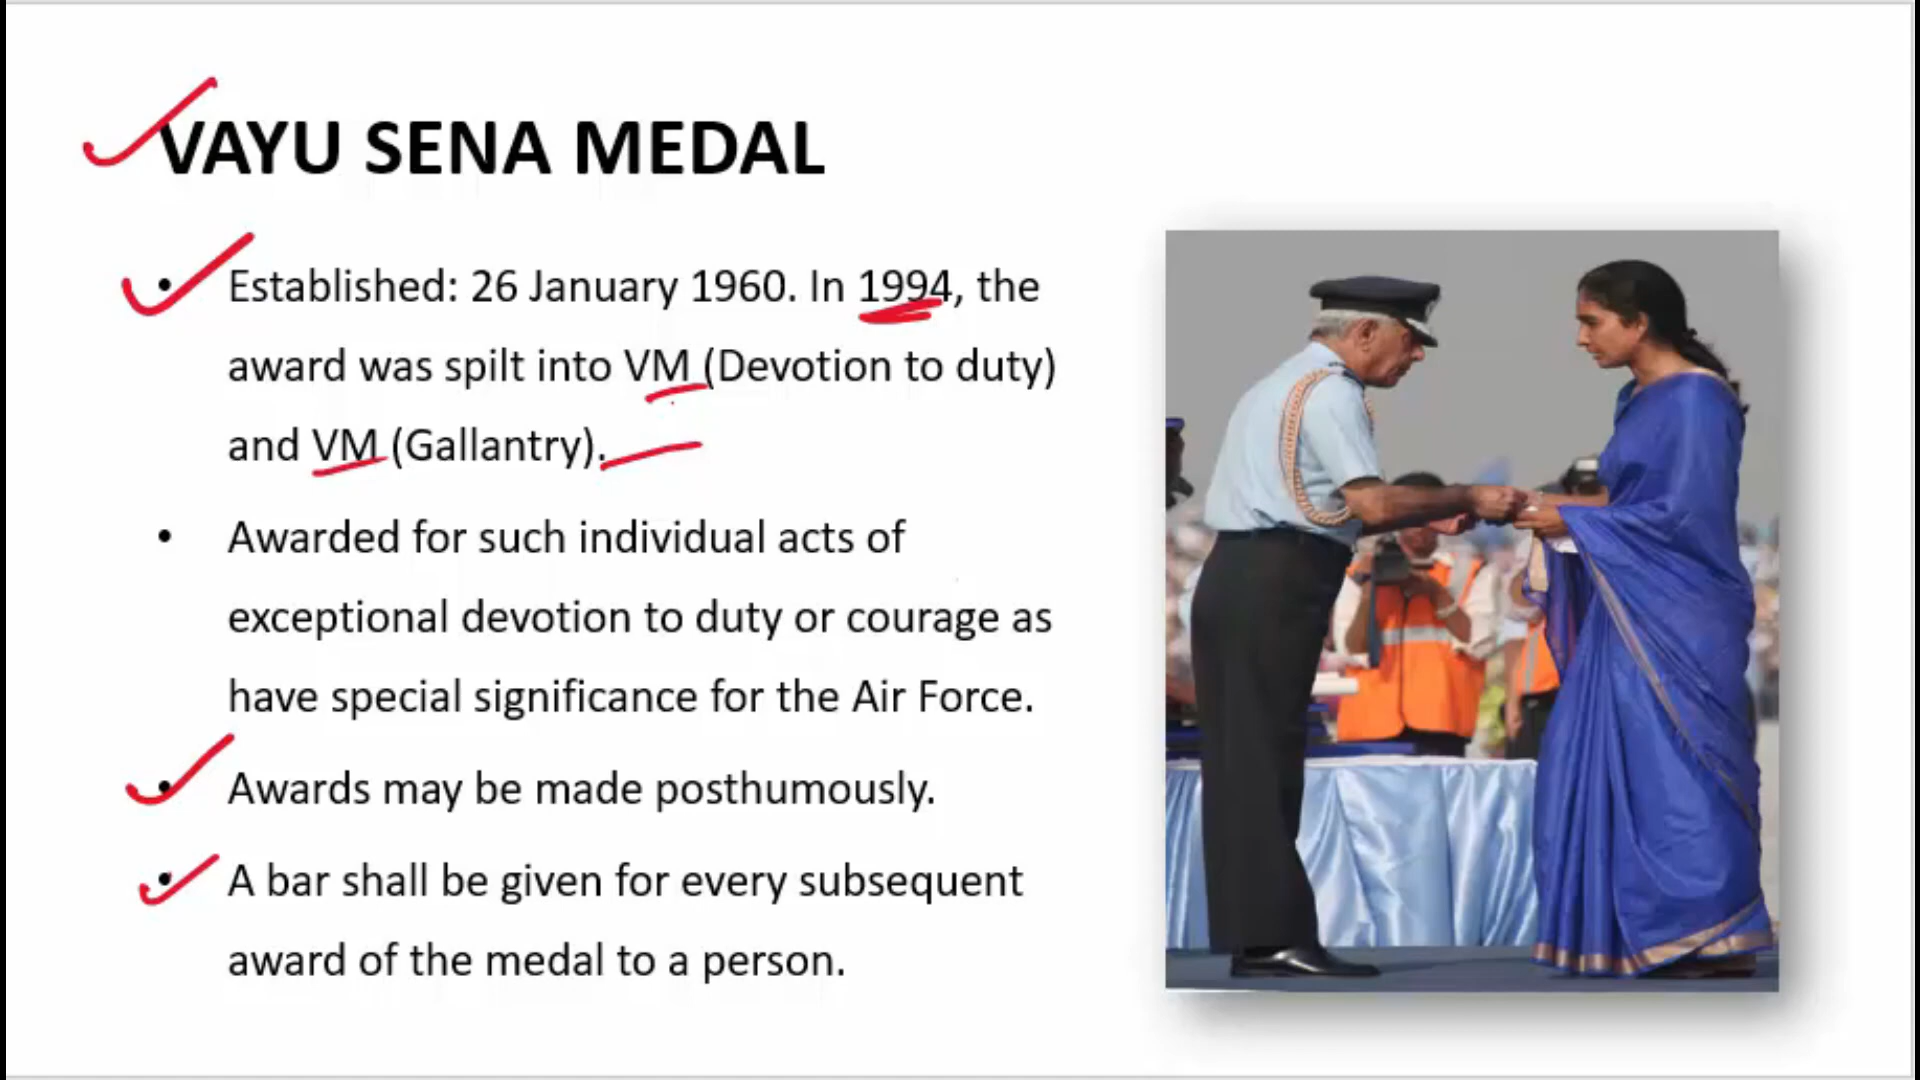 VAYU SENA MEDAL
• Established: 26 January 1960. In 1994, the
award was spilt into VM (Devotion to duty)
and VM (Gallantry).
• Awarded for such individual acts of
exceptional devotion to duty or courage as
have special significance for the Air Force.
• Awards may be made posthumously.
• A bar shall be given for every subsequent
award of the medal to a person.